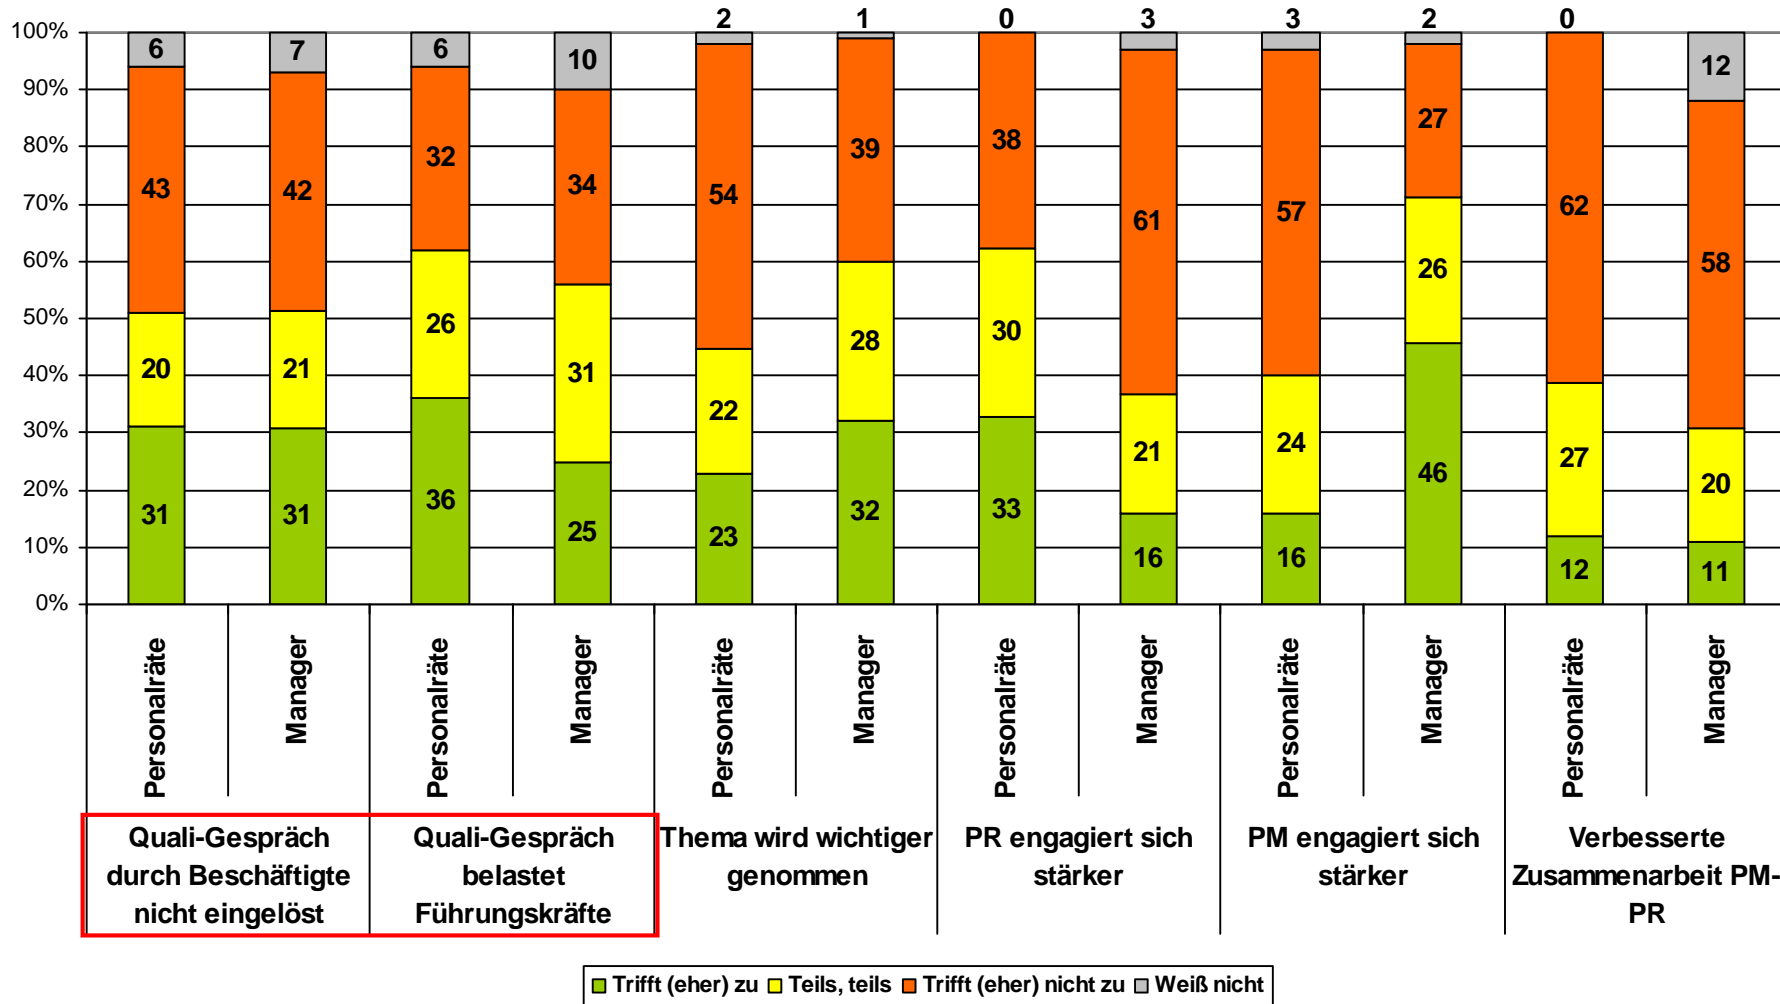 2 1 0 3 3 2 0
100%
90%
80%
70%
60%
50%
40%
30%
20%
10%
0%
6 7 6 10 12
43 42 32 34 54 39 38 61 57 27 62 58
20 21 26 31 22 28 30 21 24 26 27 20
31 31 36 25 23 32 33 16 16 46 12 11
Personalräte Manager Personalräte Manager Personalräte Manager Personalräte Manager Personalräte Manager Personalräte Manager
Quali-Gespräch
durch Beschäftigte
nicht eingelöst
Quali-Gespräch
belastet
Führungskräfte
Thema wird wichtiger
genommen
PR engagiert sich
stärker
PM engagiert sich
stärker
Verbesserte
Zusammenarbeit PM-
PR
Trifft (eher) zu Teils, teils Trifft (eher) nicht zu Weiß nicht